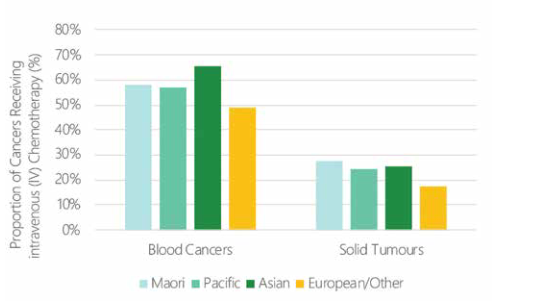 80%
70%
60%
50%
40%
30%
20%
10%
0%
Proportion of Cancers Receiving
intravenous (IV) Chemotherapy (%)
Blood Cancers
Solid Tumours
Maori Pacific Asian European/Other